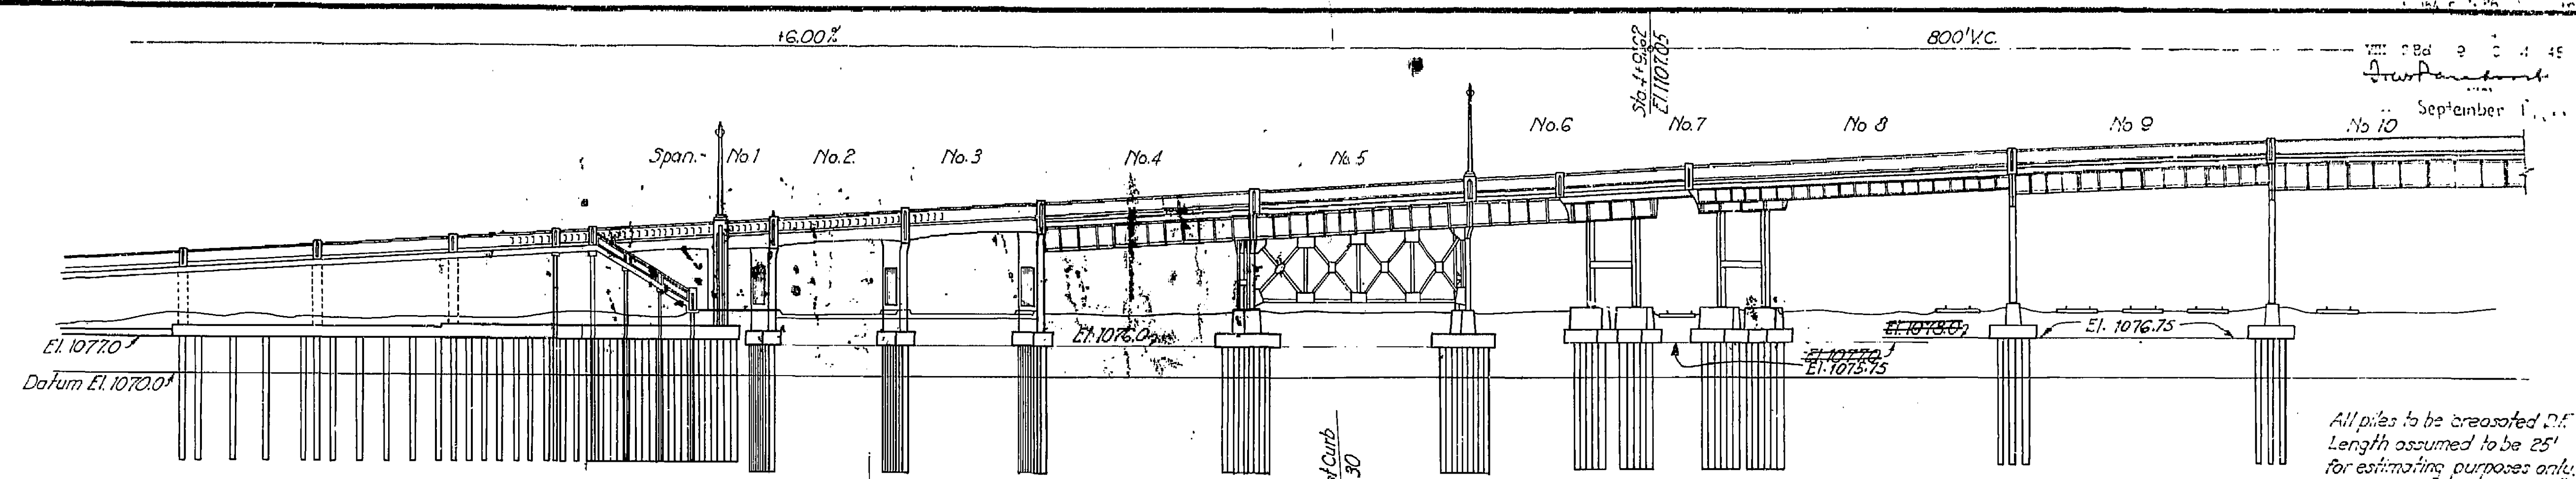 +6.00%
800' V.C.
Sta. 4+91.62
El. 1107.05
September 1
Span.- No 1
No. 2.
No. 3
No. 4
No. 5
No. 6
No. 7
No 8
No 9
No 10
El. 1077.0
Datum El. 1070.0
El. 1076.0
El. 1077.0
El. 1075.75
El. 1078.0
El. 1076.75
Curb
30
All piles to be creosoted D.F.
Length assumed to be 25'
for estimating purposes only.